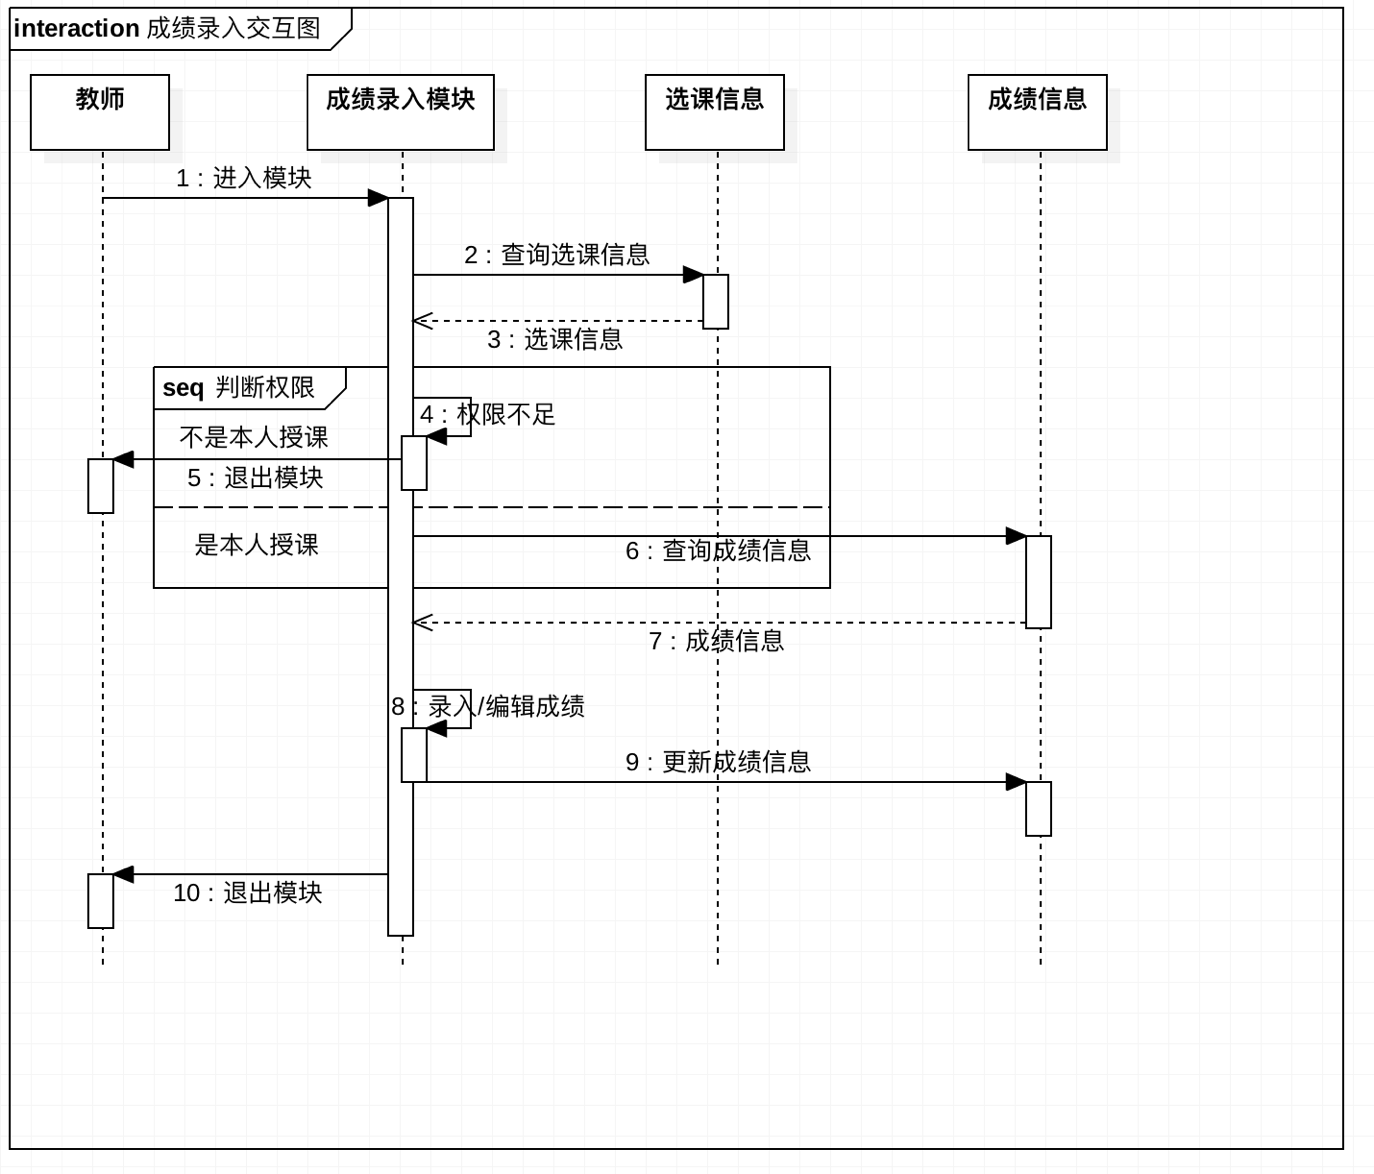 interaction 成绩录入交互图
教师
成绩录入模块
选课信息
成绩信息
1 : 进入模块
2 : 查询选课信息
3 : 选课信息
seq 判断权限
4 : 权限不足
不是本人授课
5 : 退出模块
是本人授课
6 : 查询成绩信息
7 : 成绩信息
8 : 录入/编辑成绩
9 : 更新成绩信息
10 : 退出模块